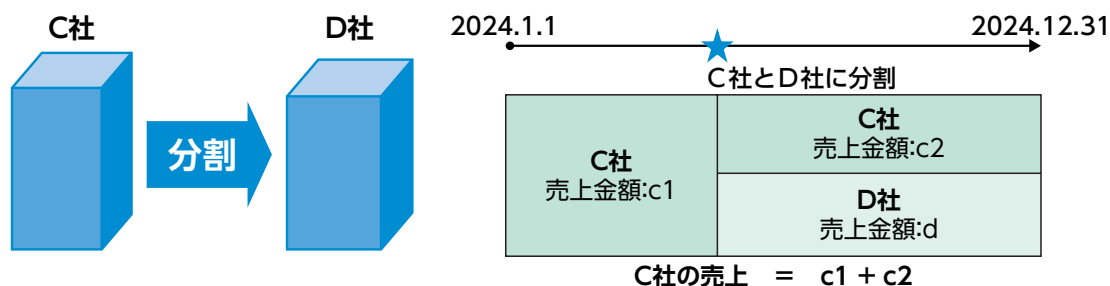 C社
D社
分割
2024.1.1
2024.12.31
C社とD社に分割
C社
売上金額:c1
C社
売上金額:c2
D社
売上金額:d
C社の売上 = c1 + c2